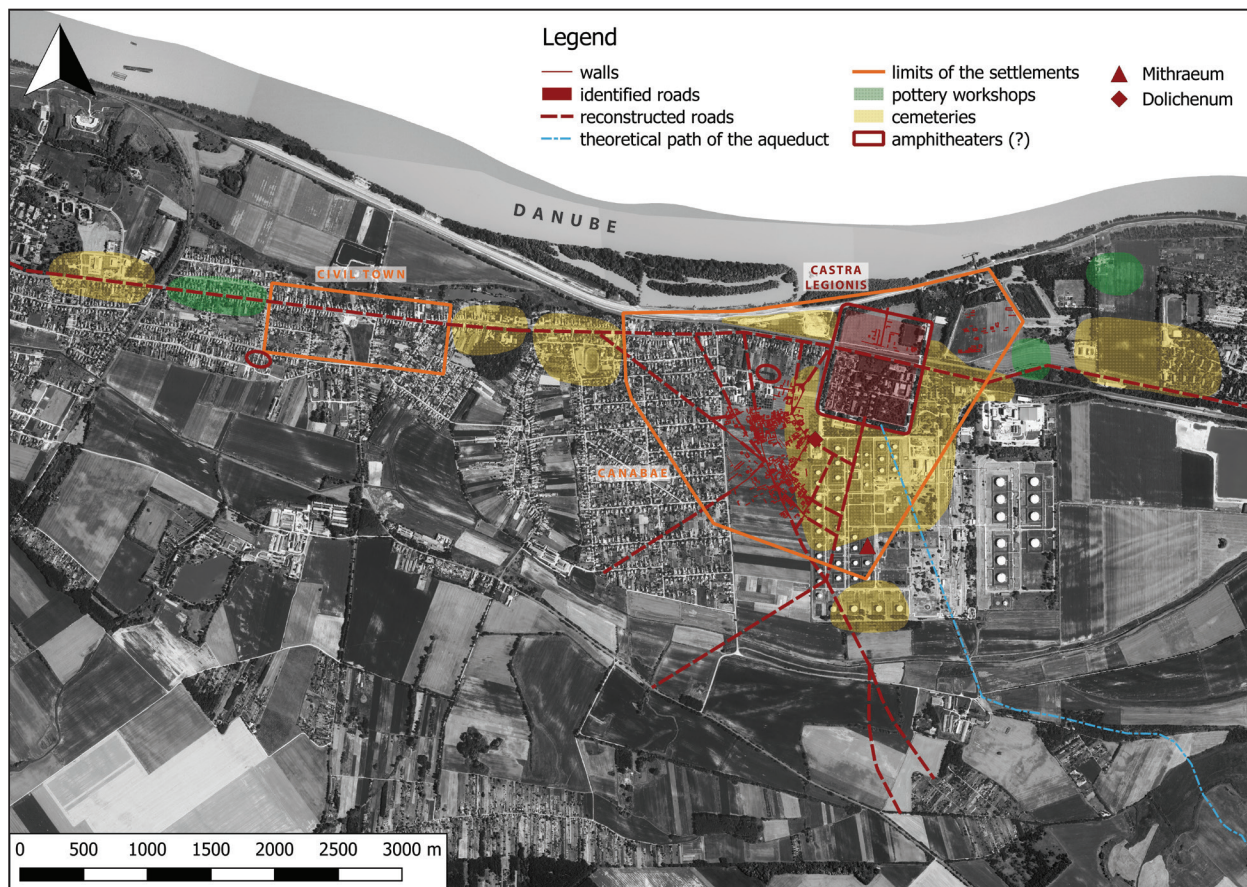 Legend
walls
identified roads
reconstructed roads
theoretical path of the aqueduct
limits of the settlements
pottery workshops
cemeteries
amphitheaters (?)
Mithraeum
Dolichenum
DANUBE
CIVIL TOWN
CASTRA
LEGIONIS
CANABAE
0 500 1000 1500 2000 2500 3000 m